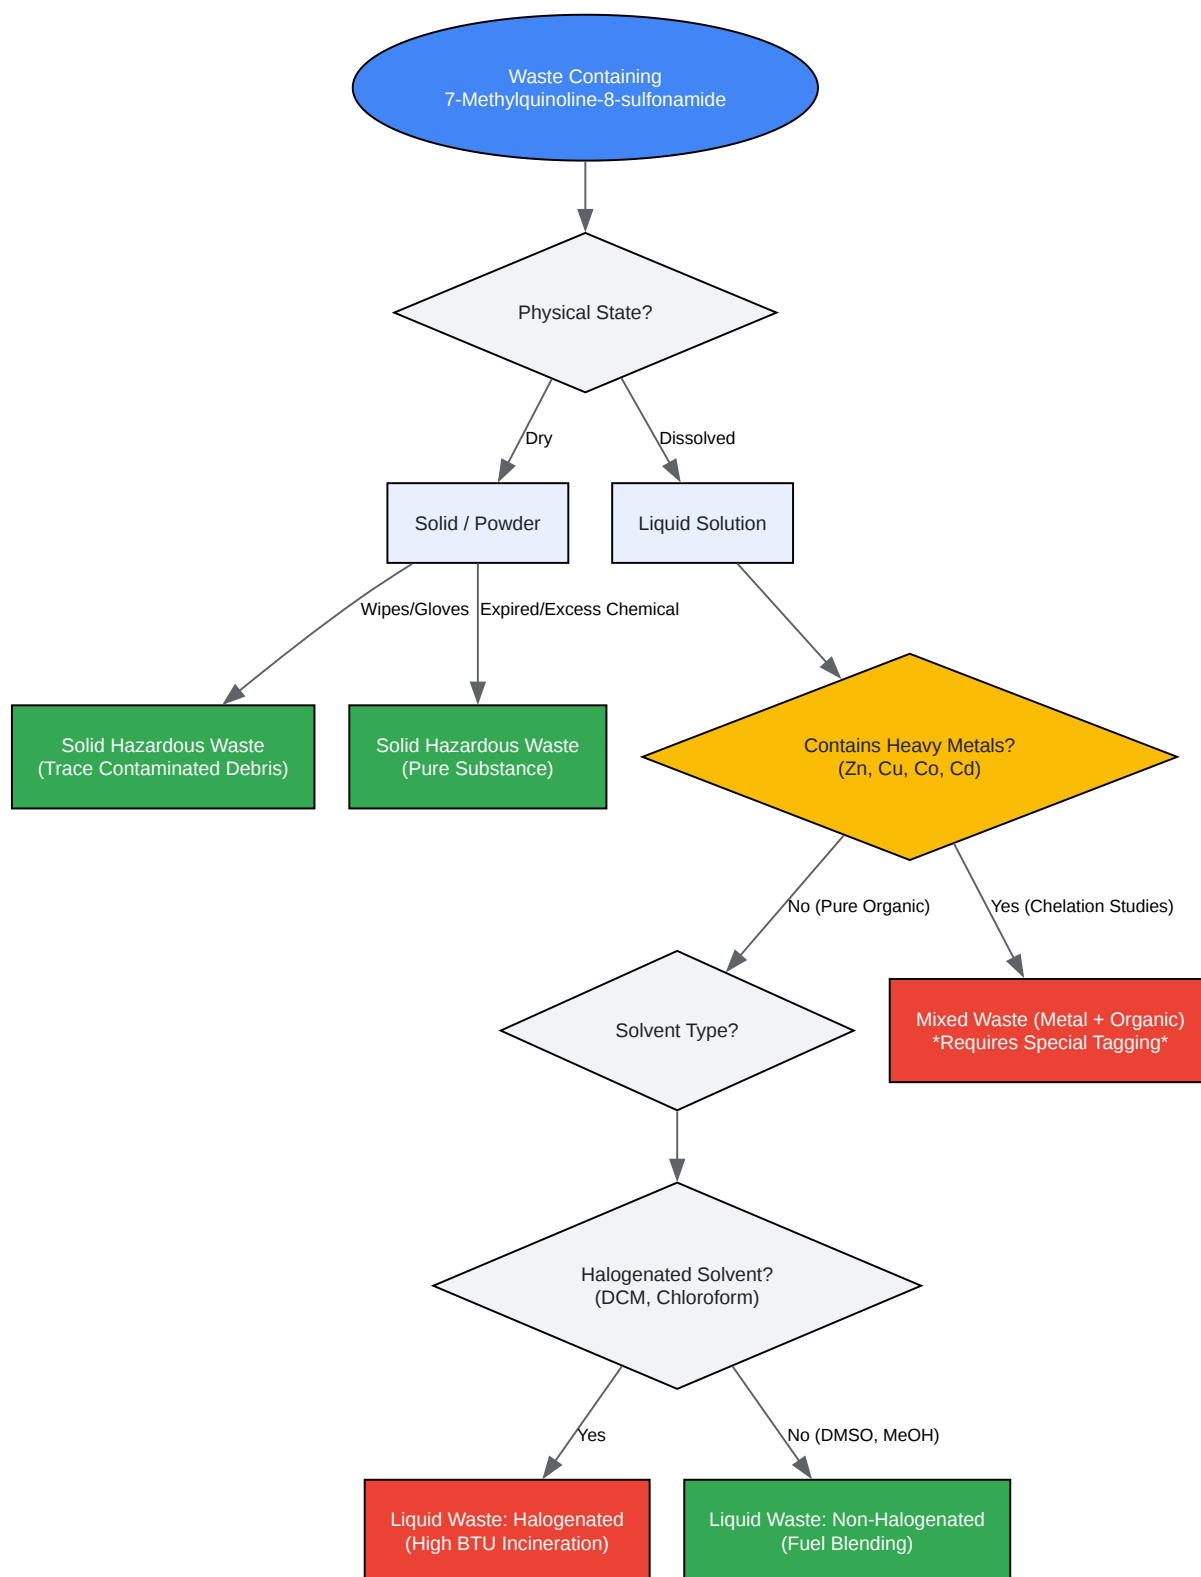 Waste Containing
7-Methylquinoline-8-sulfonamide
Physical State?
Dry
Dissolved
Solid / Powder
Liquid Solution
Wipes/Gloves
Expired/Excess Chemical
Solid Hazardous Waste
(Trace Contaminated Debris)
Solid Hazardous Waste
(Pure Substance)
Contains Heavy Metals?
(Zn, Cu, Co, Cd)
No (Pure Organic)
Yes (Chelation Studies)
Solvent Type?
Mixed Waste (Metal + Organic)
*Requires Special Tagging*
Halogenated Solvent?
(DCM, Chloroform)
Yes
No (DMSO, MeOH)
Liquid Waste: Halogenated
(High BTU Incineration)
Liquid Waste: Non-Halogenated
(Fuel Blending)